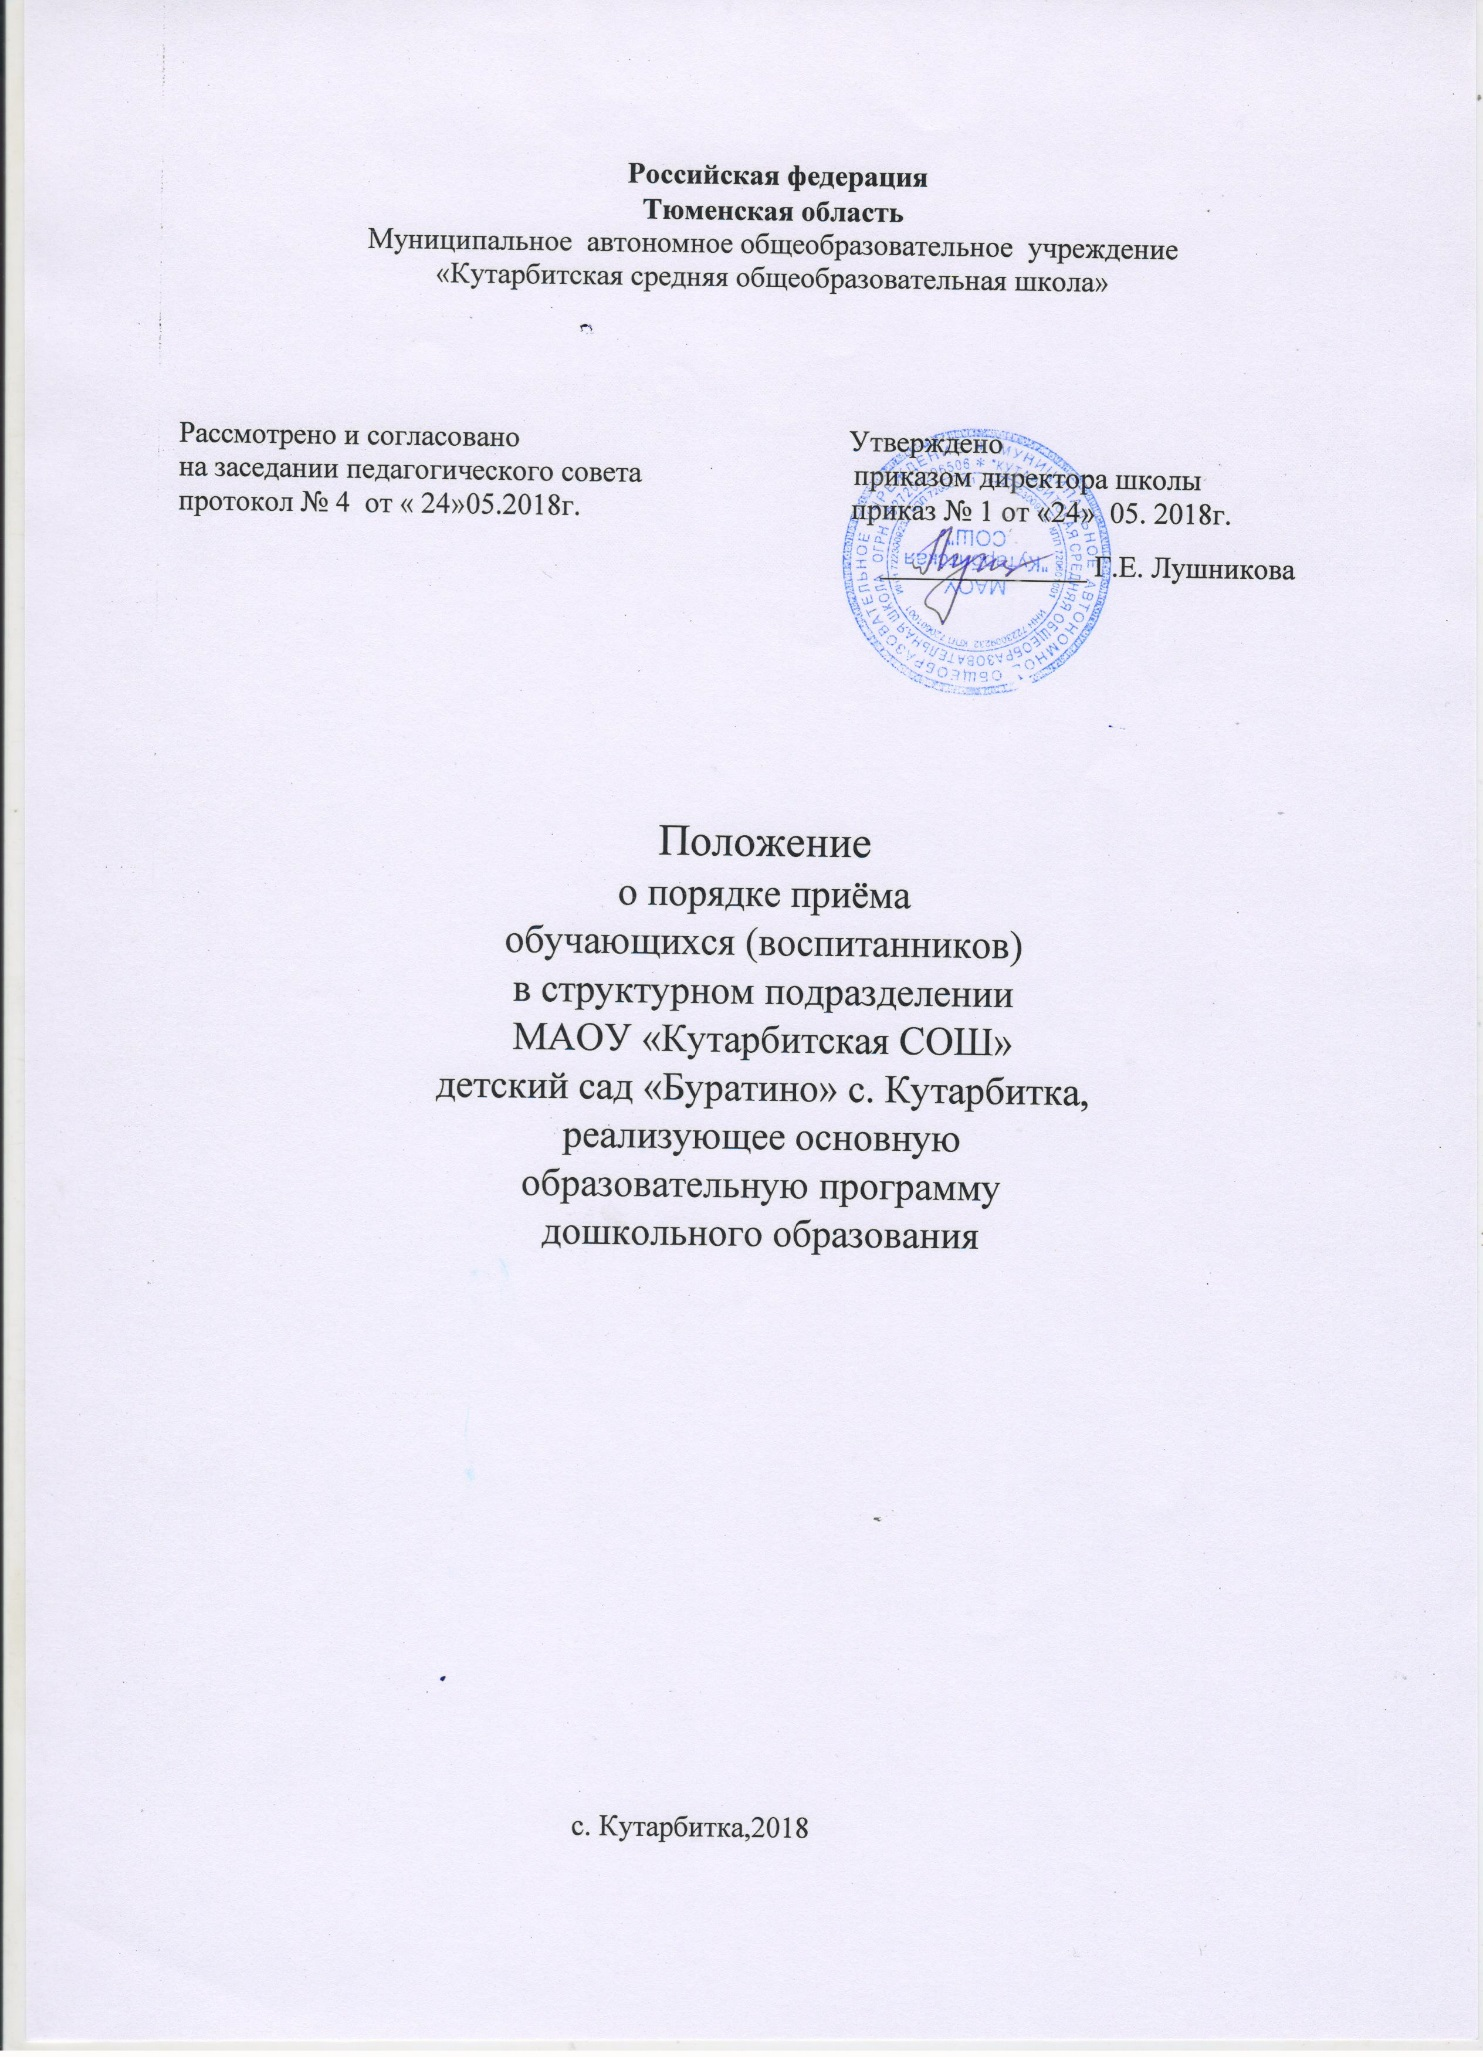 Российская федерация
Тюменская область
Муниципальное автономное общеобразовательное учреждение
«Кутарбитская средняя общеобразовательная школа»
Рассмотрено и согласовано
на заседании педагогического совета
протокол № 4 от « 24»05.2018г.
Утверждено
приказом директора школы
приказ № 1 от «24» 05. 2018г.
Г.Е. Лушникова
МАОУ
"Кутарбитская
СОШ"
Положение
о порядке приёма
обучающихся (воспитанников)
в структурном подразделении
МАОУ «Кутарбитская СОШ»
детский сад «Буратино» с. Кутарбитка,
реализующее основную
образовательную программу
дошкольного образования
с. Кутарбитка,2018